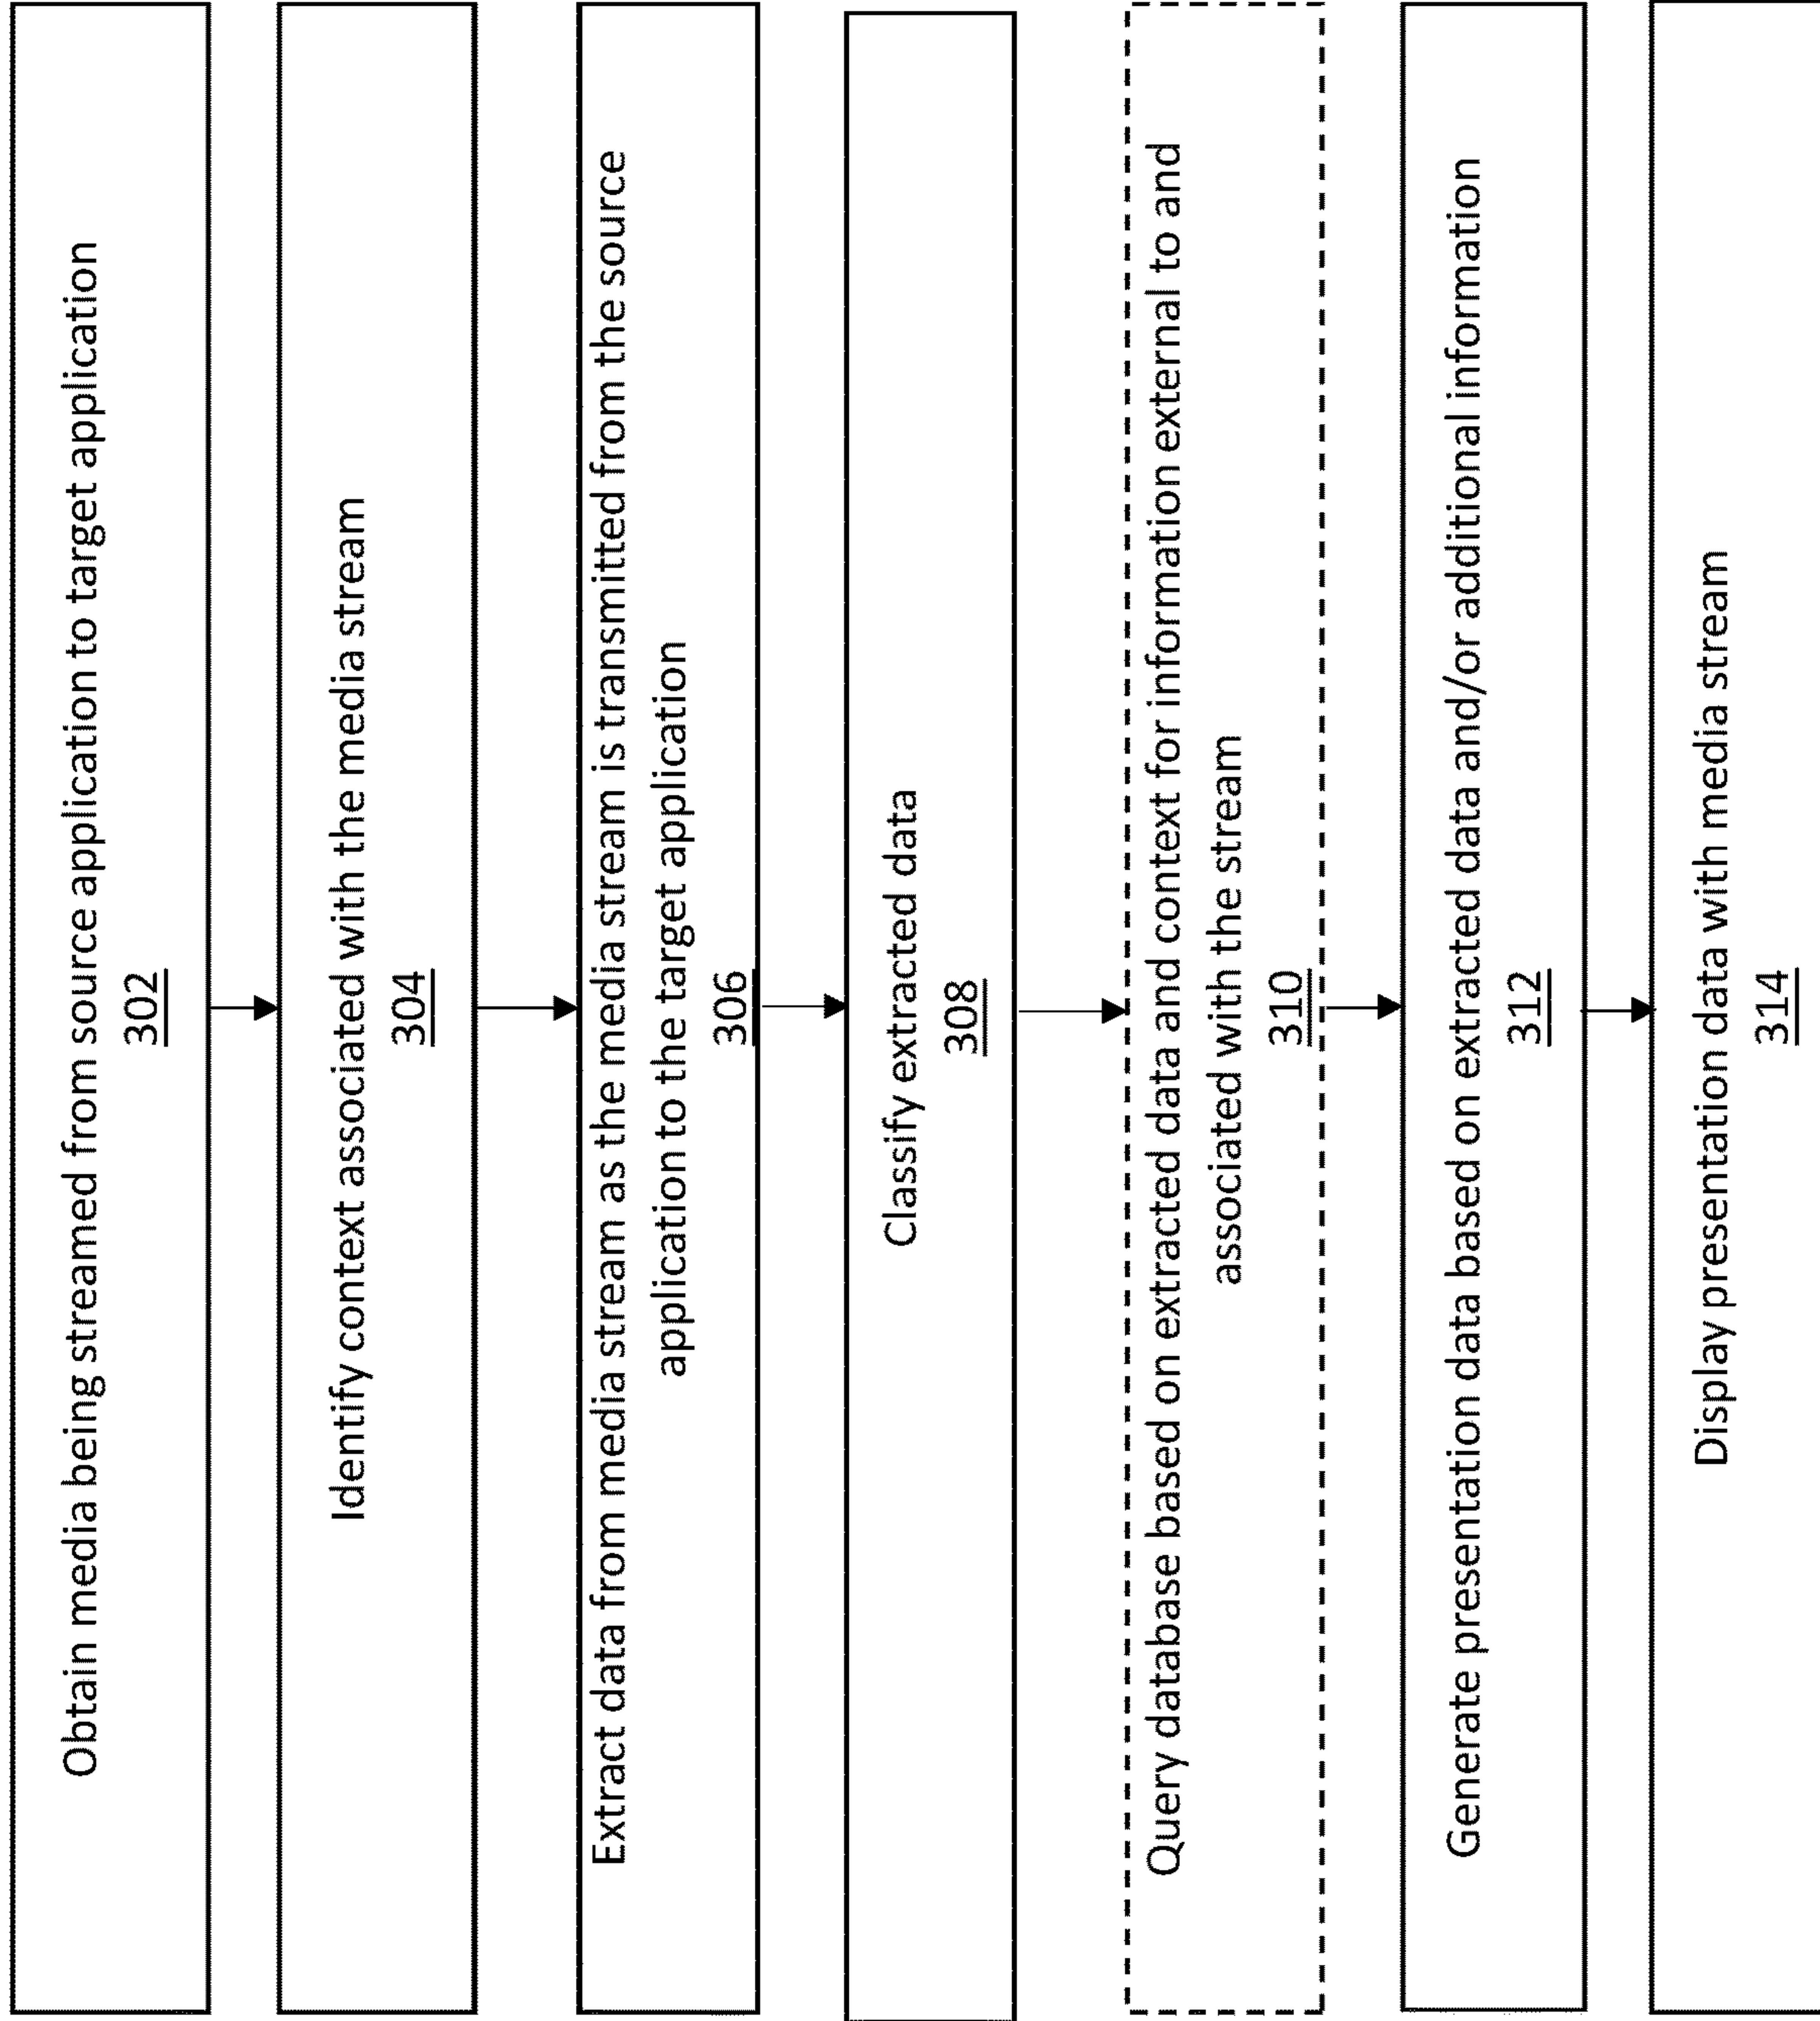 Obtain media being streamed from source application to target application
302
Identify context associated with the media stream
304
Extract data from media stream as the media stream is transmitted from the source
application to the target application
306
Classify extracted data
308
Query database based on extracted data and context for information external to and
associated with the stream
310
Generate presentation data based on extracted data and/or additional information
312
Display presentation data with media stream
314